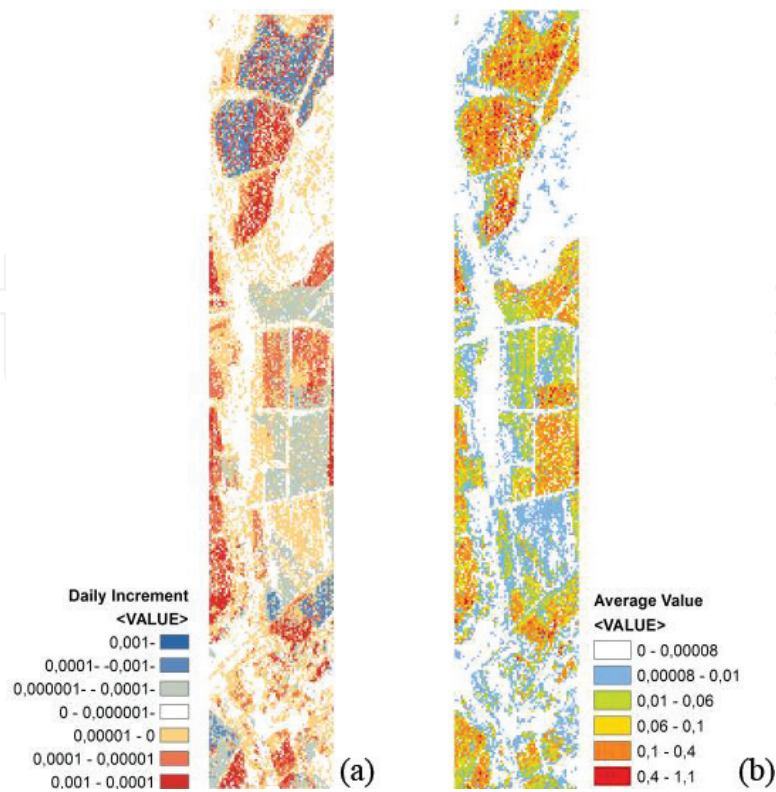 Daily Increment
<VALUE>
0,001-
0,0001- -0,001-
0,000001- - 0,0001-
0 - 0,000001-
0,00001 - 0
0,0001 - 0,00001
0,001 - 0,0001
(a)
Average Value
<VALUE>
0 - 0,00008
0,00008 - 0,01
0,01 - 0,06
0,06 - 0,1
0,1 - 0,4
0,4 - 1,1
(b)